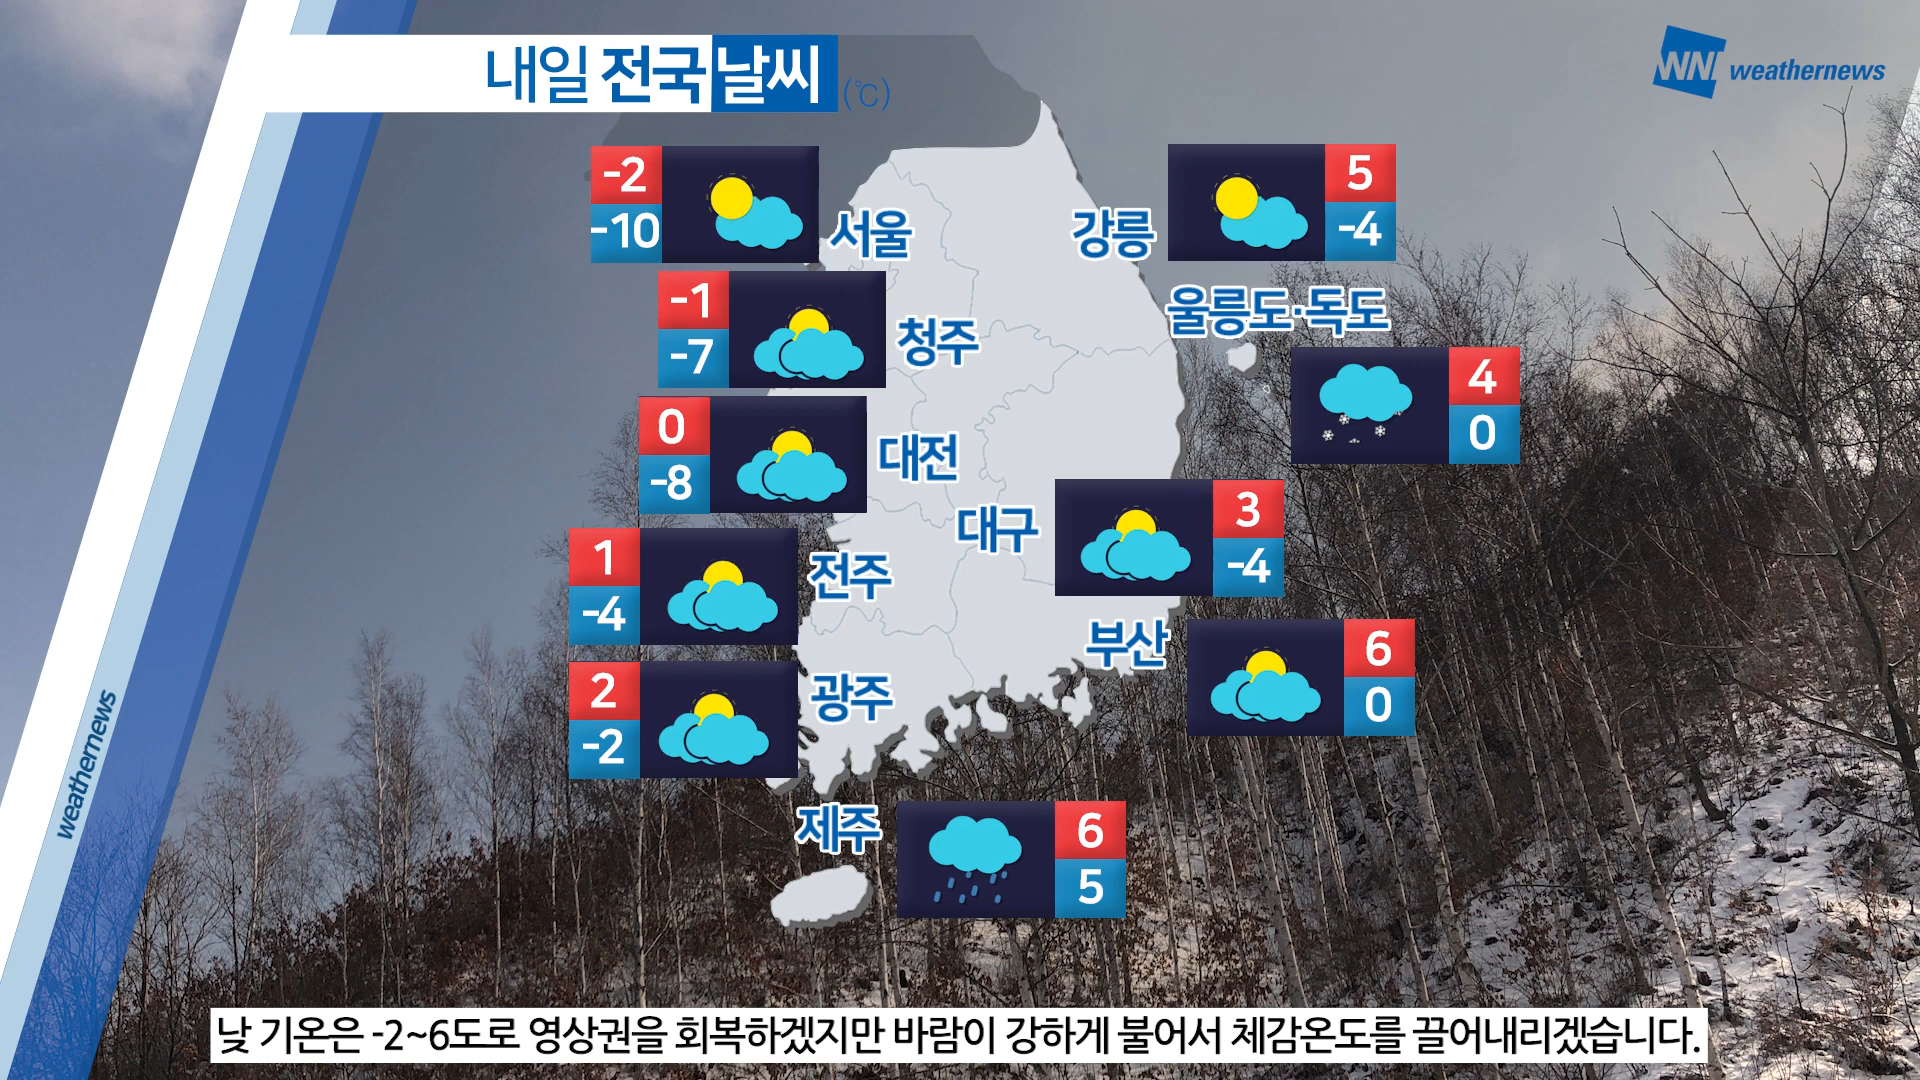 내일 전국날씨 (℃)
WN weathernews
-2
-10
서울
강릉
5
-4
-1
-7
청주
울릉도·독도
4
0
0
-8
대전
대구
3
-4
1
-4
전주
부산
6
0
2
-2
광주
제주
6
5
weathernews
낮 기온은 -2~6도로 영상권을 회복하겠지만 바람이 강하게 불어서 체감온도를 끌어내리겠습니다.